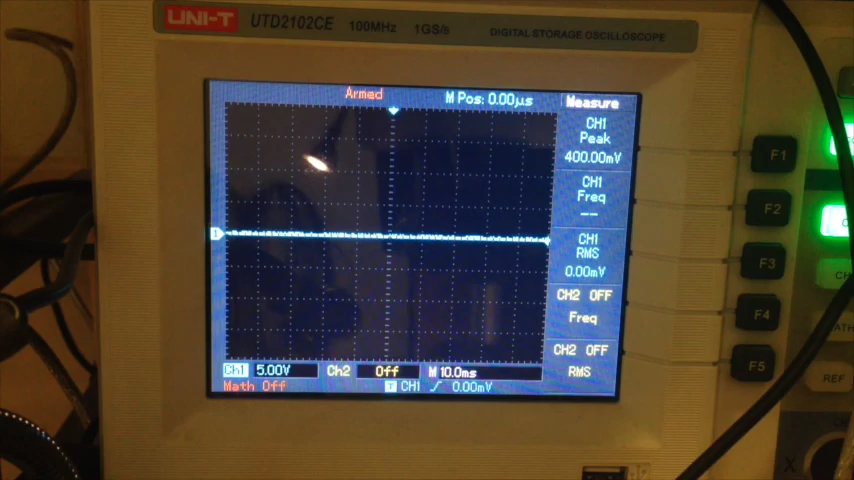 UNI-T UTD2102CE 100MHz 1GS/s DIGITAL STORAGE OSCILLOSCOPE
Armed M Pos: 0.00μs Measure
CH1
Peak
400.00mV
CH1
Freq
--
CH1
RMS
0.00mV
CH2 OFF
Freq
CH2 OFF
RMS
1
Ch1 5.00V Ch2 Off M 10.0ms
Math Off T CH1 0.00mV
F1
F2
F3
F4
F5
REF
X